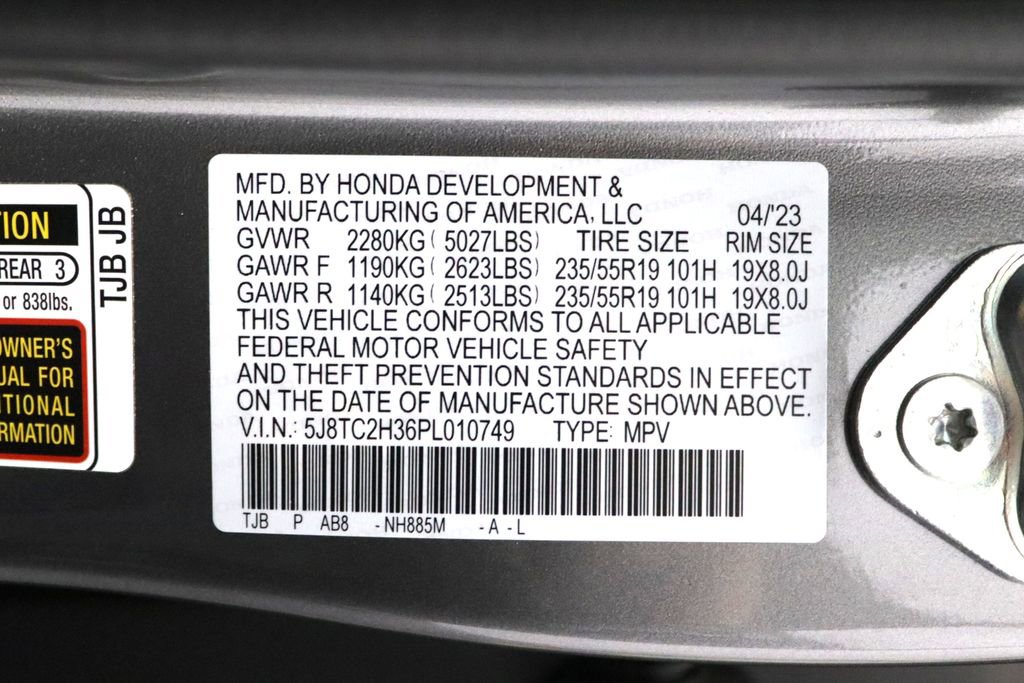 TION
REAR 3
or 838lbs.
OWNER'S
UAL FOR
ITIONAL
RMATION
TJB JB
MFD. BY HONDA DEVELOPMENT &
MANUFACTURING OF AMERICA, LLC 04/'23
GVWR 2280KG ( 5027LBS) TIRE SIZE RIM SIZE
GAWR F 1190KG ( 2623LBS) 235/55R19 101H 19X8.0J
GAWR R 1140KG ( 2513LBS) 235/55R19 101H 19X8.0J
THIS VEHICLE CONFORMS TO ALL APPLICABLE
FEDERAL MOTOR VEHICLE SAFETY
AND THEFT PREVENTION STANDARDS IN EFFECT
ON THE DATE OF MANUFACTURE SHOWN ABOVE.
V.I.N.: 5J8TC2H36PL010749 TYPE: MPV
TJB P AB8 -NH885M -A-L